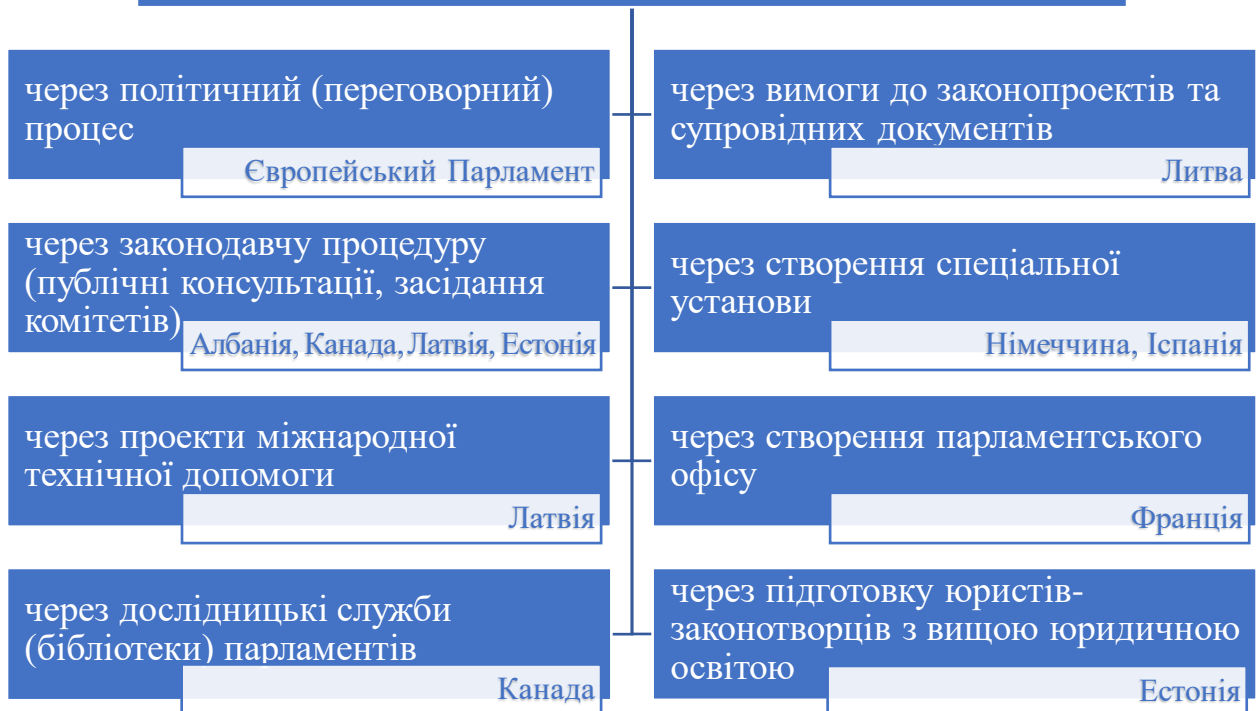 через політичний (переговорний)
процес
Європейський Парламент
через вимоги до законопроектів та
супровідних документів
Литва
через законодавчу процедуру
(публічні консультації, засідання
комітетів)
Албанія, Канада, Латвія, Естонія
через створення спеціальної
установи
Німеччина, Іспанія
через проекти міжнародної
технічної допомоги
Латвія
через створення парламентського
офісу
Франція
через дослідницькі служби
(бібліотеки) парламентів
Канада
через підготовку юристів-
законотворців з вищою юридичною
освітою
Естонія